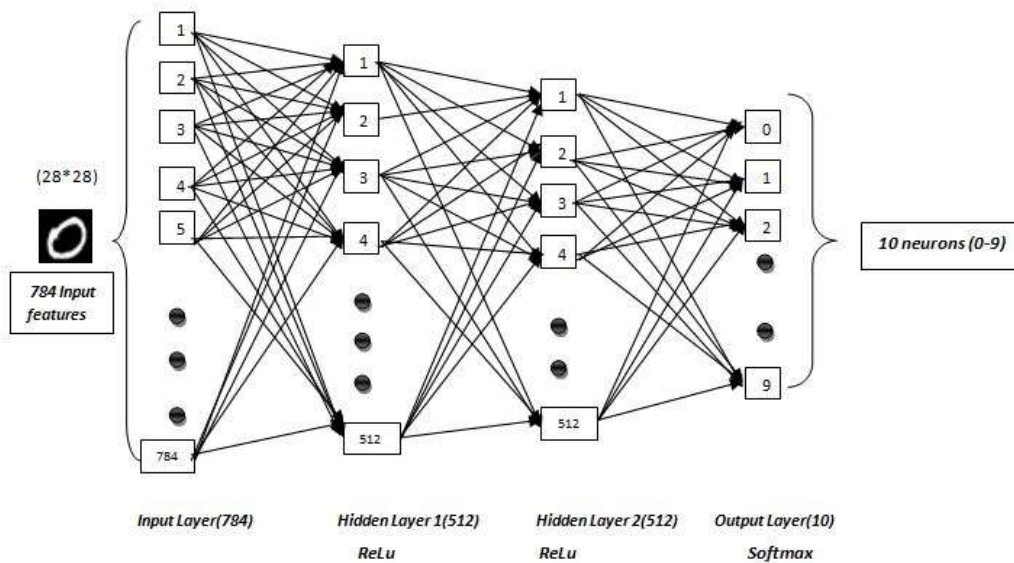 (28*28)
784 Input
features
1
2
3
4
5
784
1
2
3
4
512
1
2
3
4
512
0
1
2
9
10 neurons (0-9)
Input Layer(784)
Hidden Layer 1(512)
ReLu
Hidden Layer 2(512)
ReLu
Output Layer(10)
Softmax